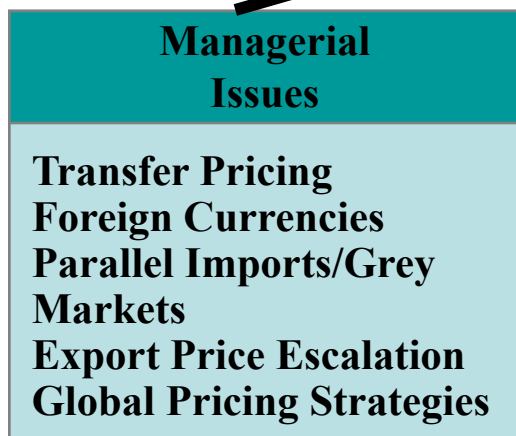 Managerial
Issues
Transfer Pricing
Foreign Currencies
Parallel Imports/Grey
Markets
Export Price Escalation
Global Pricing Strategies